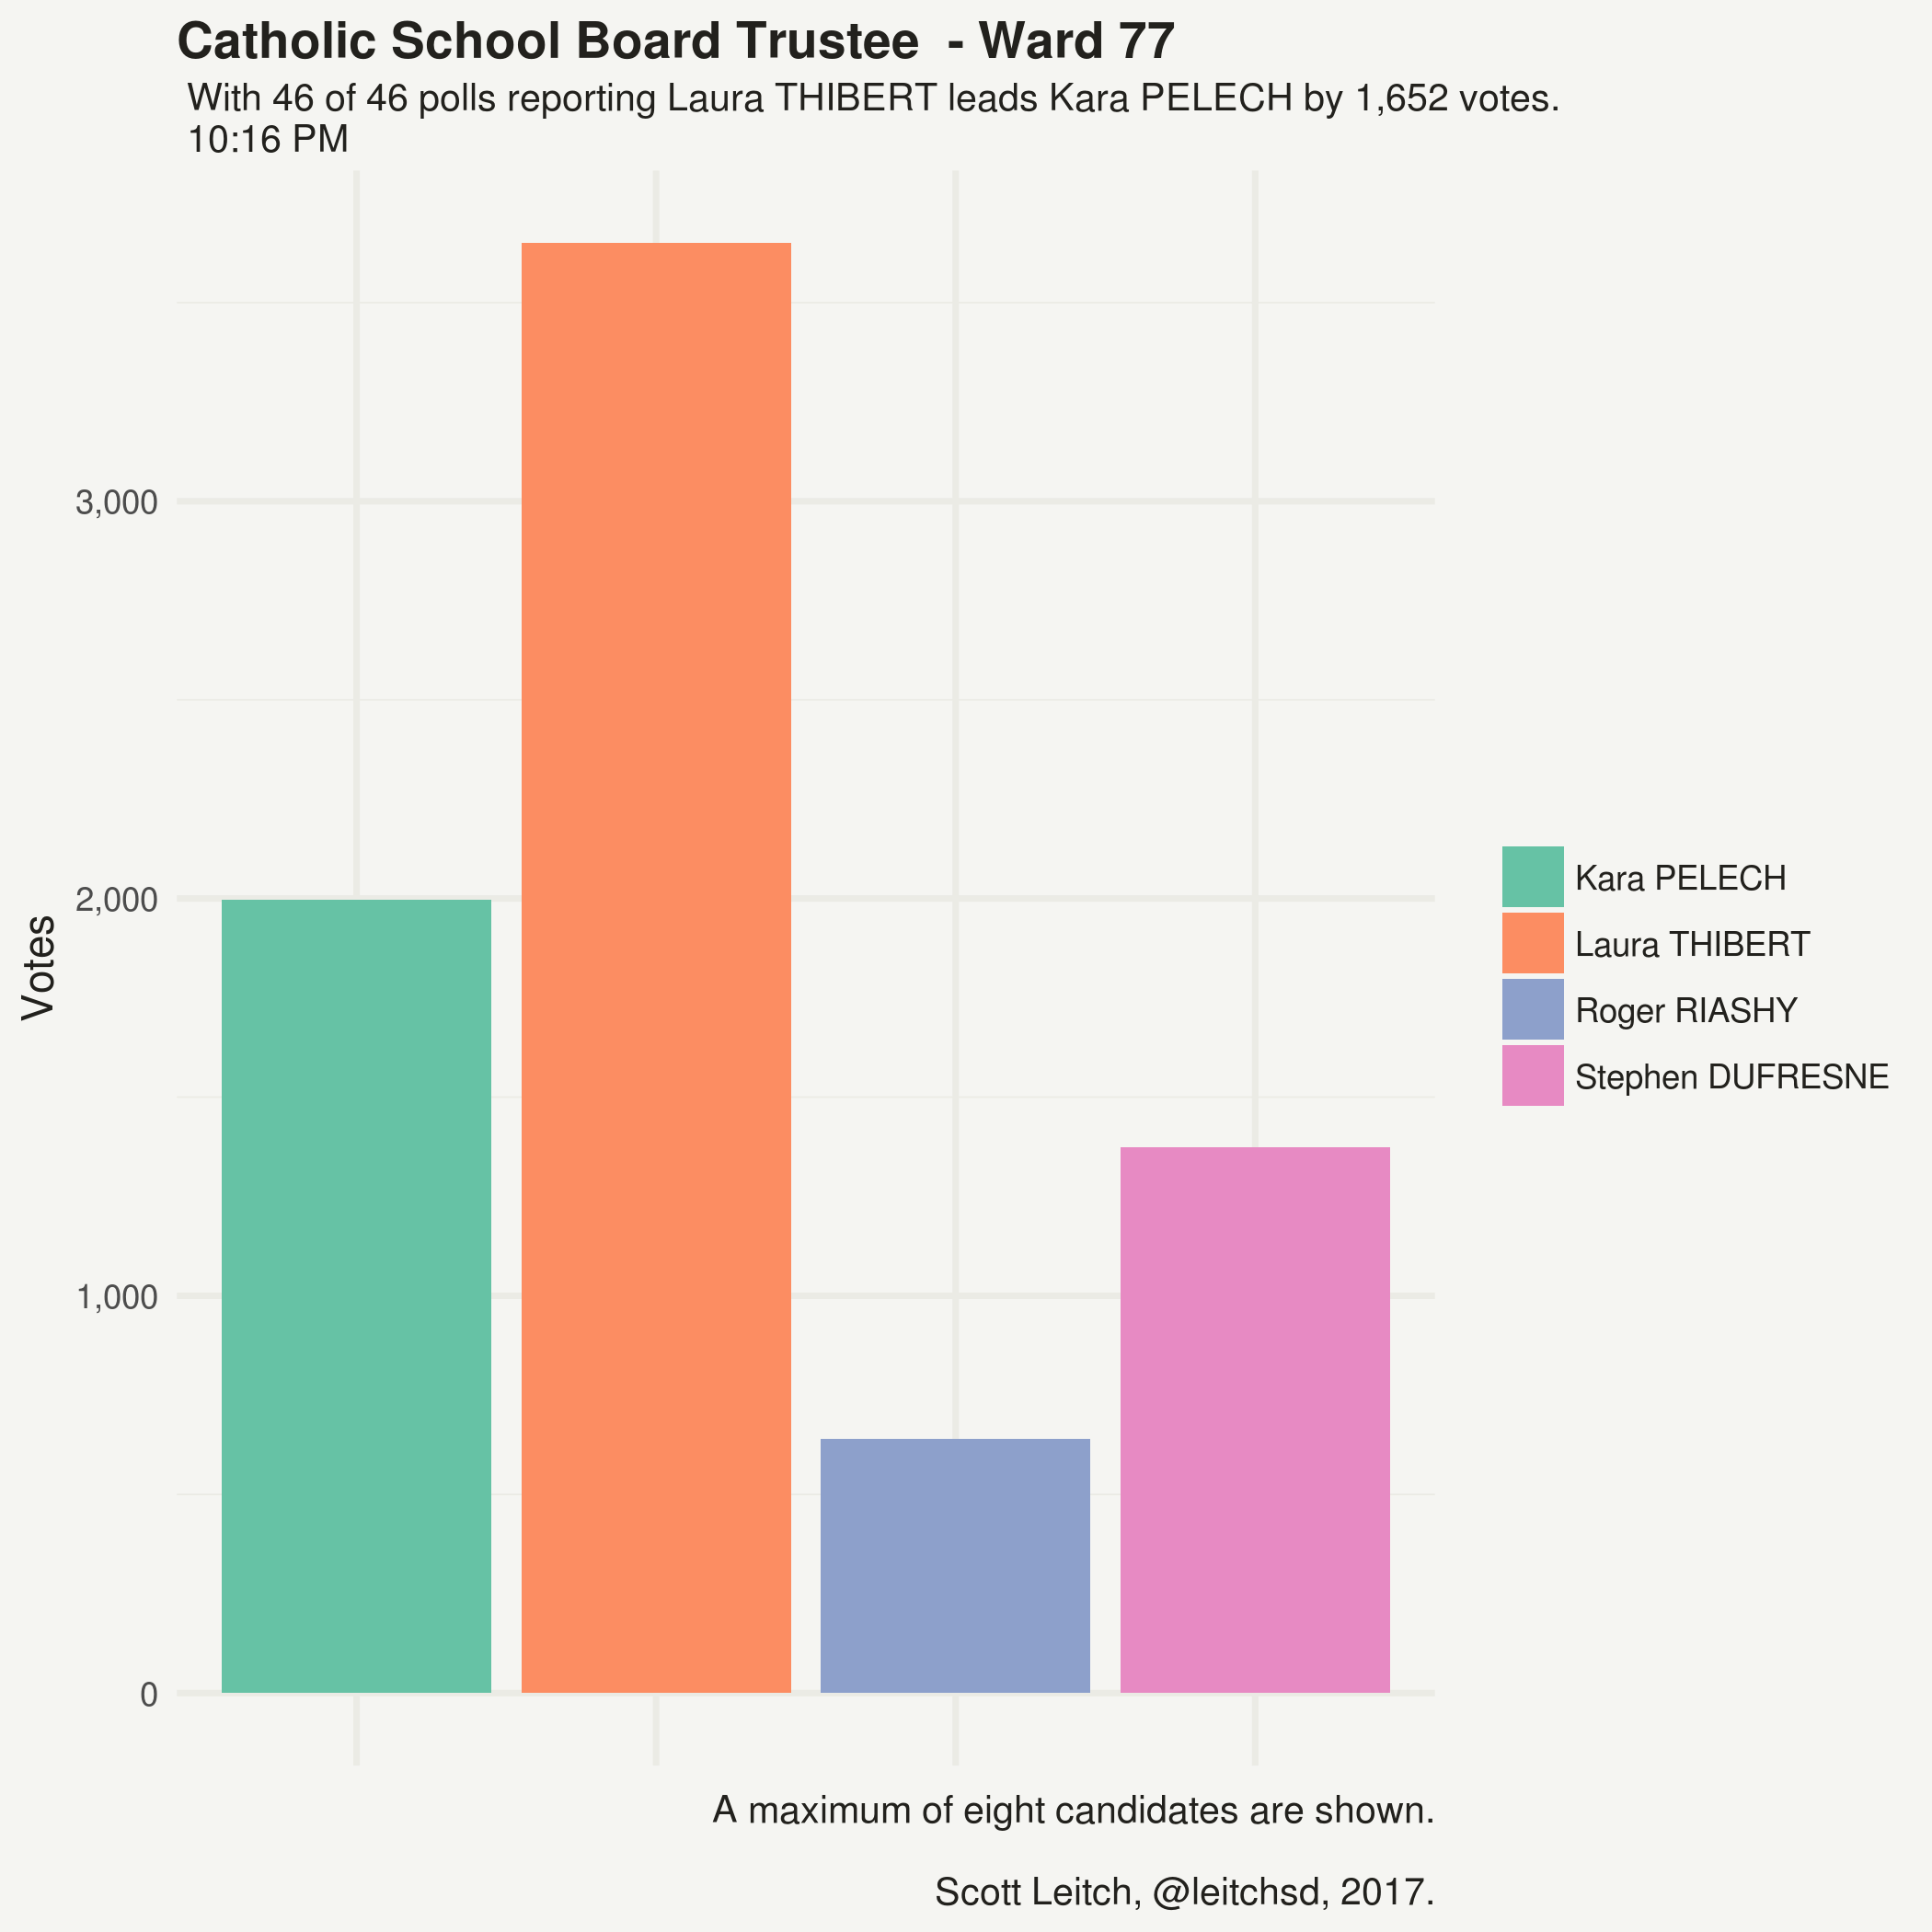 Catholic School Board Trustee  - Ward 77
With 46 of 46 polls reporting Laura THIBERT leads Kara PELECH by 1,652 votes.
10:16 PM
Votes
3,000
2,000
1,000
0
Kara PELECH
Laura THIBERT
Roger RIASHY
Stephen DUFRESNE
A maximum of eight candidates are shown.
Scott Leitch, @leitchsd, 2017.